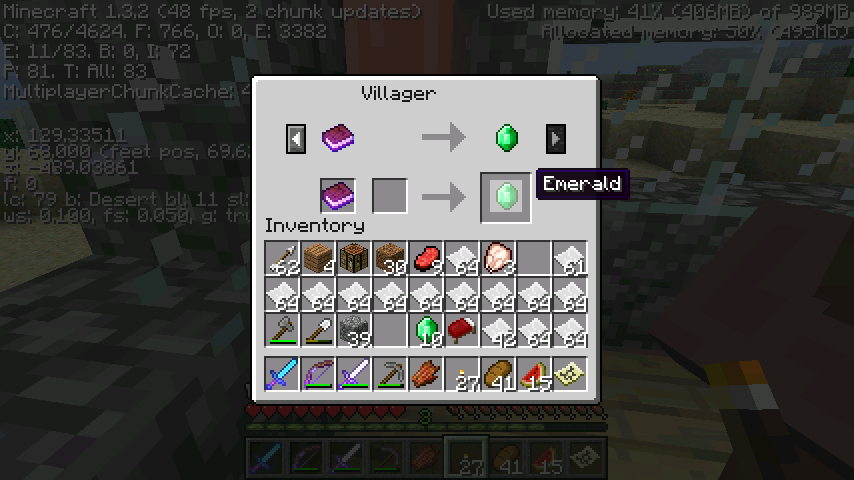 Minecraft 1.3.2 (48 fps, 2 chunk updates)
Used memory: 41% (406MB) of 989MB
C: 476/4624, F: 766, O: 0, E: 3382
Allocated memory: 50% (495MB)
E: 11/83, B: 0, I: 72
P: 81, T: All: 83
MultiplayerChunkCache: 4
x: 129.33511
y: 68.000 (feet pos, 69.6
z: -439.03861
f: 0
lc: 79 b: Desert bl: 11 sl:
ws: 0.100, fs: 0.050, g: tru
Villager
Emerald
Inventory
62 4 30 9 64 3 61
64 64 64 64 64 64 64 64 64
39 10 42 64 64
27 41 15
8
27 41 15